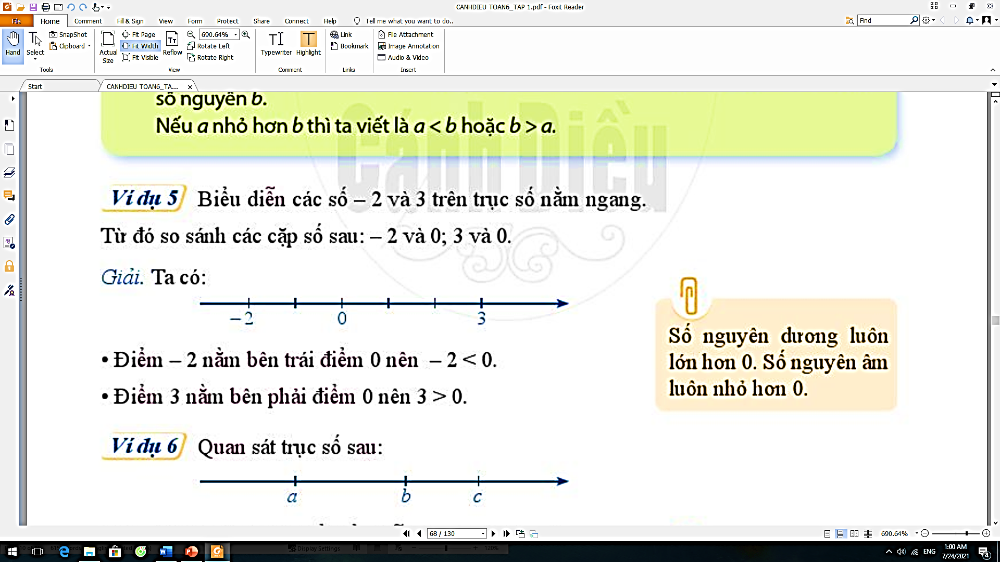 CANHDIEU TOAN6_TAP 1.pdf - Foxit Reader
File Home Comment Fill & Sign View Form Protect Share Connect Help Tell me what you want to do.. Find
Hand
Select
SnapShot
Clipboard
Tools
Actual Size
Fit Page
Fit Width
Fit Visible
Reflow
690.64%
Rotate Left
Rotate Right
View
Typewriter
Highlight
Comment
Link
Bookmark
Links
File Attachment
Image Annotation
Audio & Video
Insert
Start
CANHDIEU TOAN6_TA...
số nguyên b.
Nếu a nhỏ hơn b thì ta viết là a < b hoặc b > a.
Cánh Diều
Ví dụ 5 Biểu diễn các số – 2 và 3 trên trục số nằm ngang.
Từ đó so sánh các cặp số sau: – 2 và 0; 3 và 0.
Giải. Ta có:
–2 0 3
• Điểm – 2 nằm bên trái điểm 0 nên – 2 < 0.
• Điểm 3 nằm bên phải điểm 0 nên 3 > 0.
Số nguyên dương luôn
lớn hơn 0. Số nguyên âm
luôn nhỏ hơn 0.
Ví dụ 6 Quan sát trục số sau:
a b c
68 / 130
690.64%
Display Settings
120%
ENG
1:00 AM
7/24/2021
4